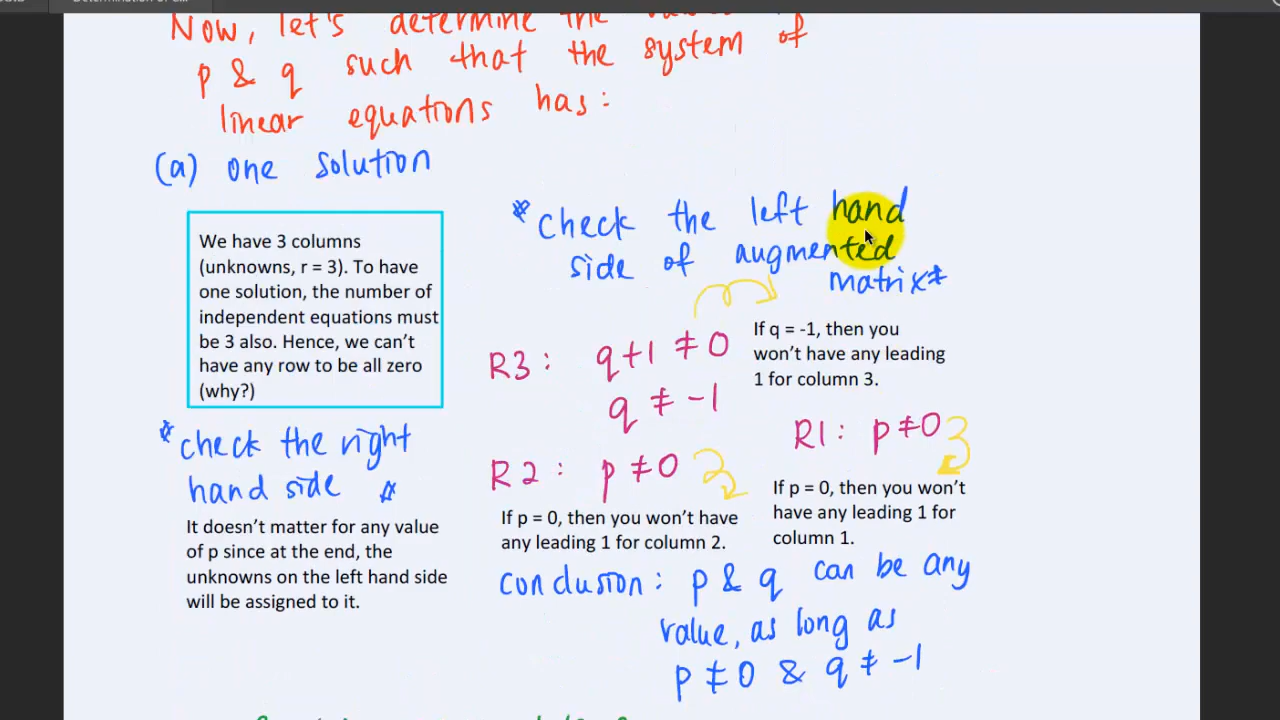 Now, let's determine the
p & q such that the system of
linear equations has:
(a) one solution
We have 3 columns
(unknowns, r = 3). To have
one solution, the number of
independent equations must
be 3 also. Hence, we can't
have any row to be all zero
(why?)
*check the right
hand side *
It doesn't matter for any value
of p since at the end, the
unknowns on the left hand side
will be assigned to it.
*check the left hand
side of augmented
matrix*
R3: q+1 ≠ 0
q ≠ -1
If q = -1, then you
won't have any leading
1 for column 3.
R2: p ≠ 0
If p = 0, then you won't have
any leading 1 for column 2.
R1: p ≠ 0
If p = 0, then you won't
have any leading 1 for
column 1.
conclusion: p & q can be any
value, as long as
p ≠ 0 & q ≠ -1